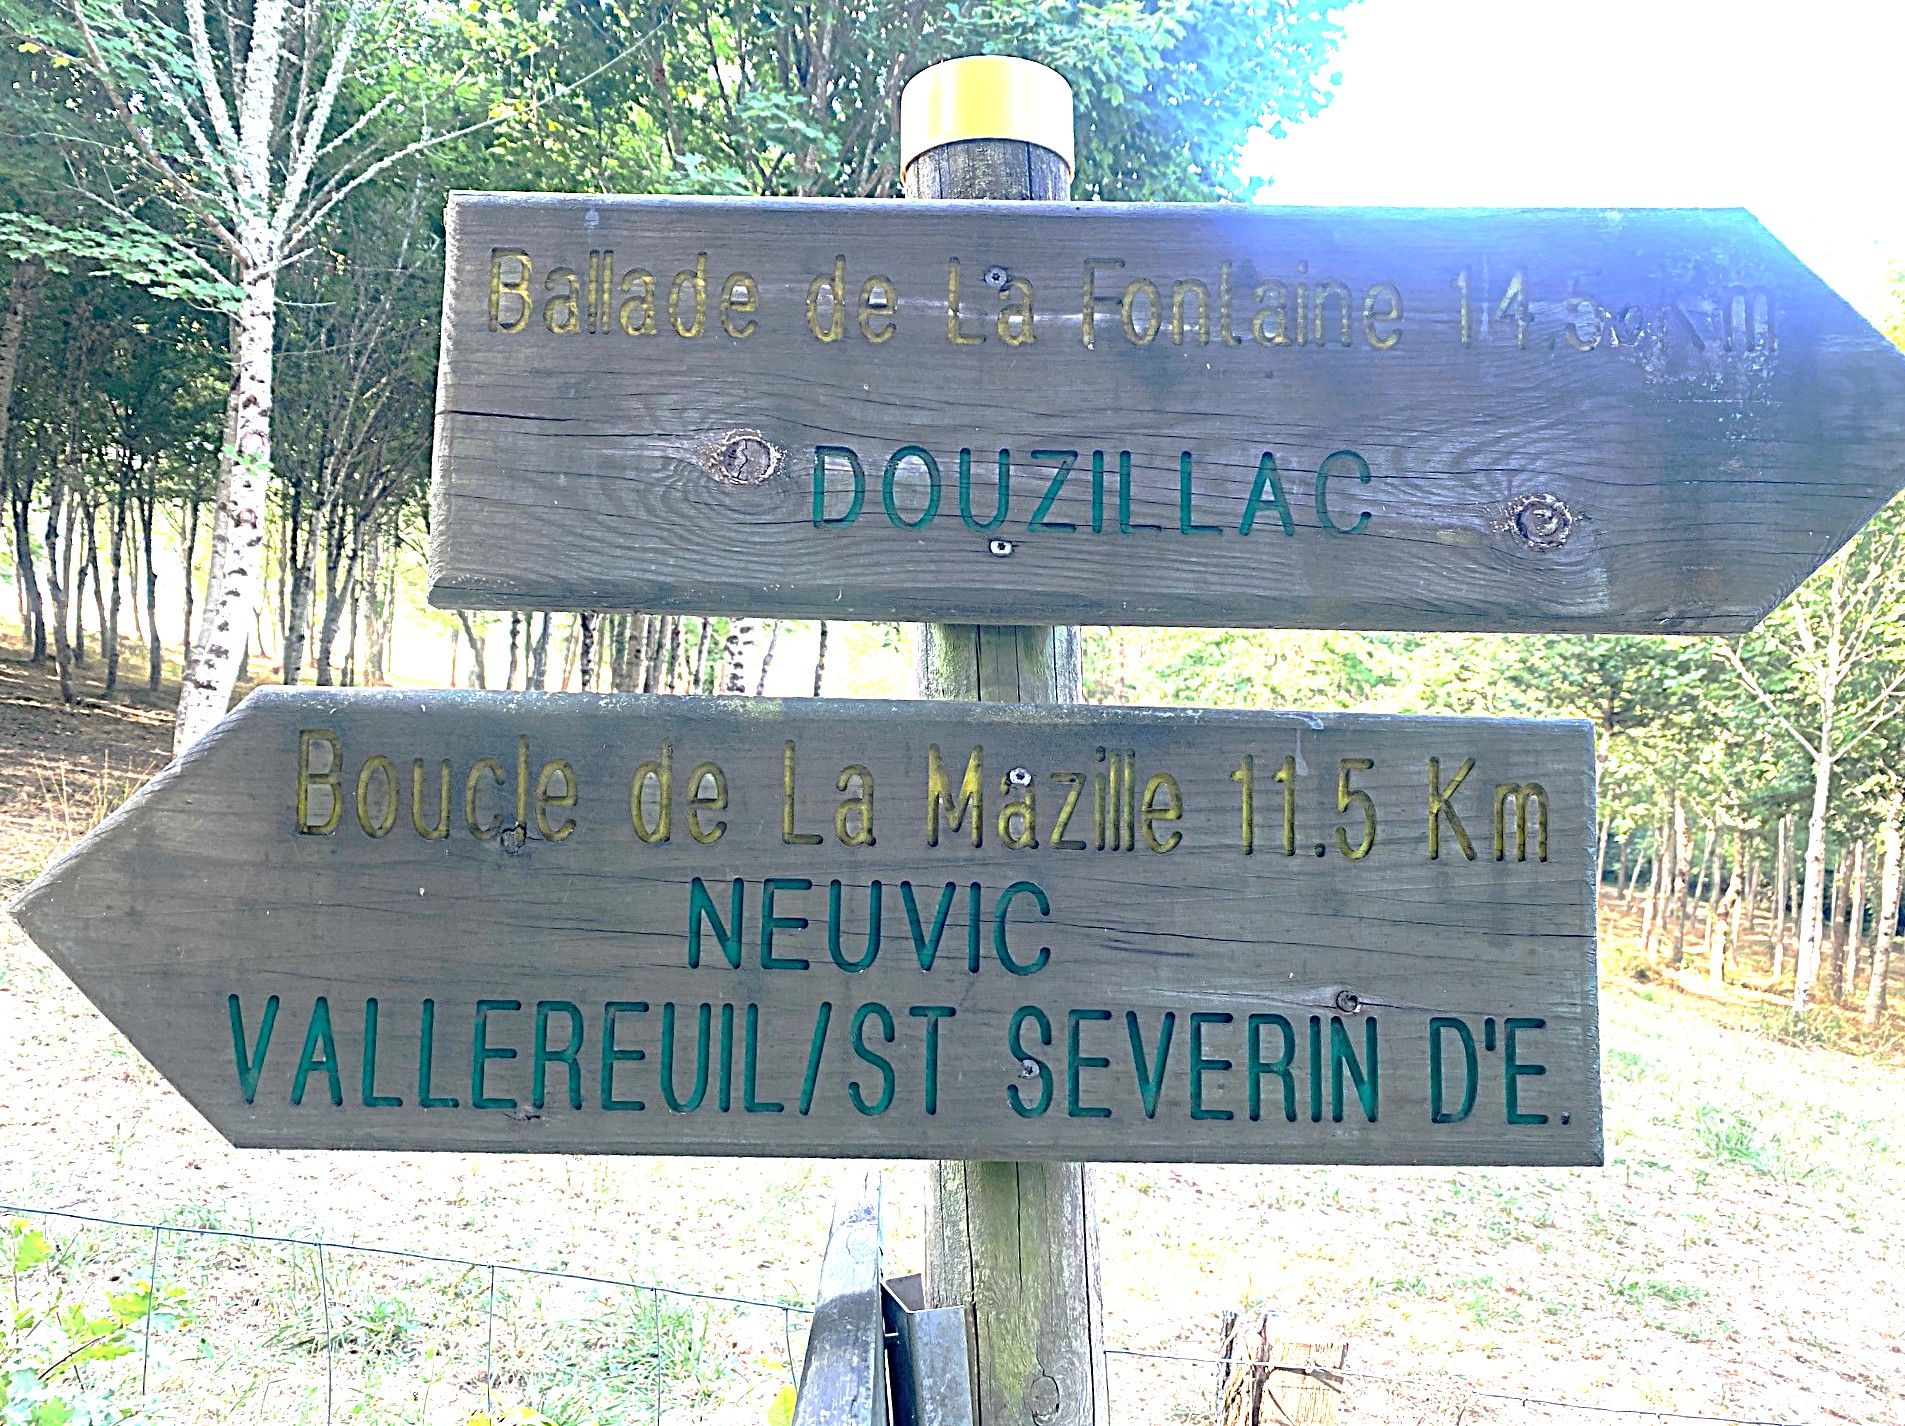 Ballade de La Fontaine 14.5 Km
DOUZILLAC
Boucle de La Mazille 11.5 Km
NEUVIC
VALLEREUIL/ST SEVERIN D'E.